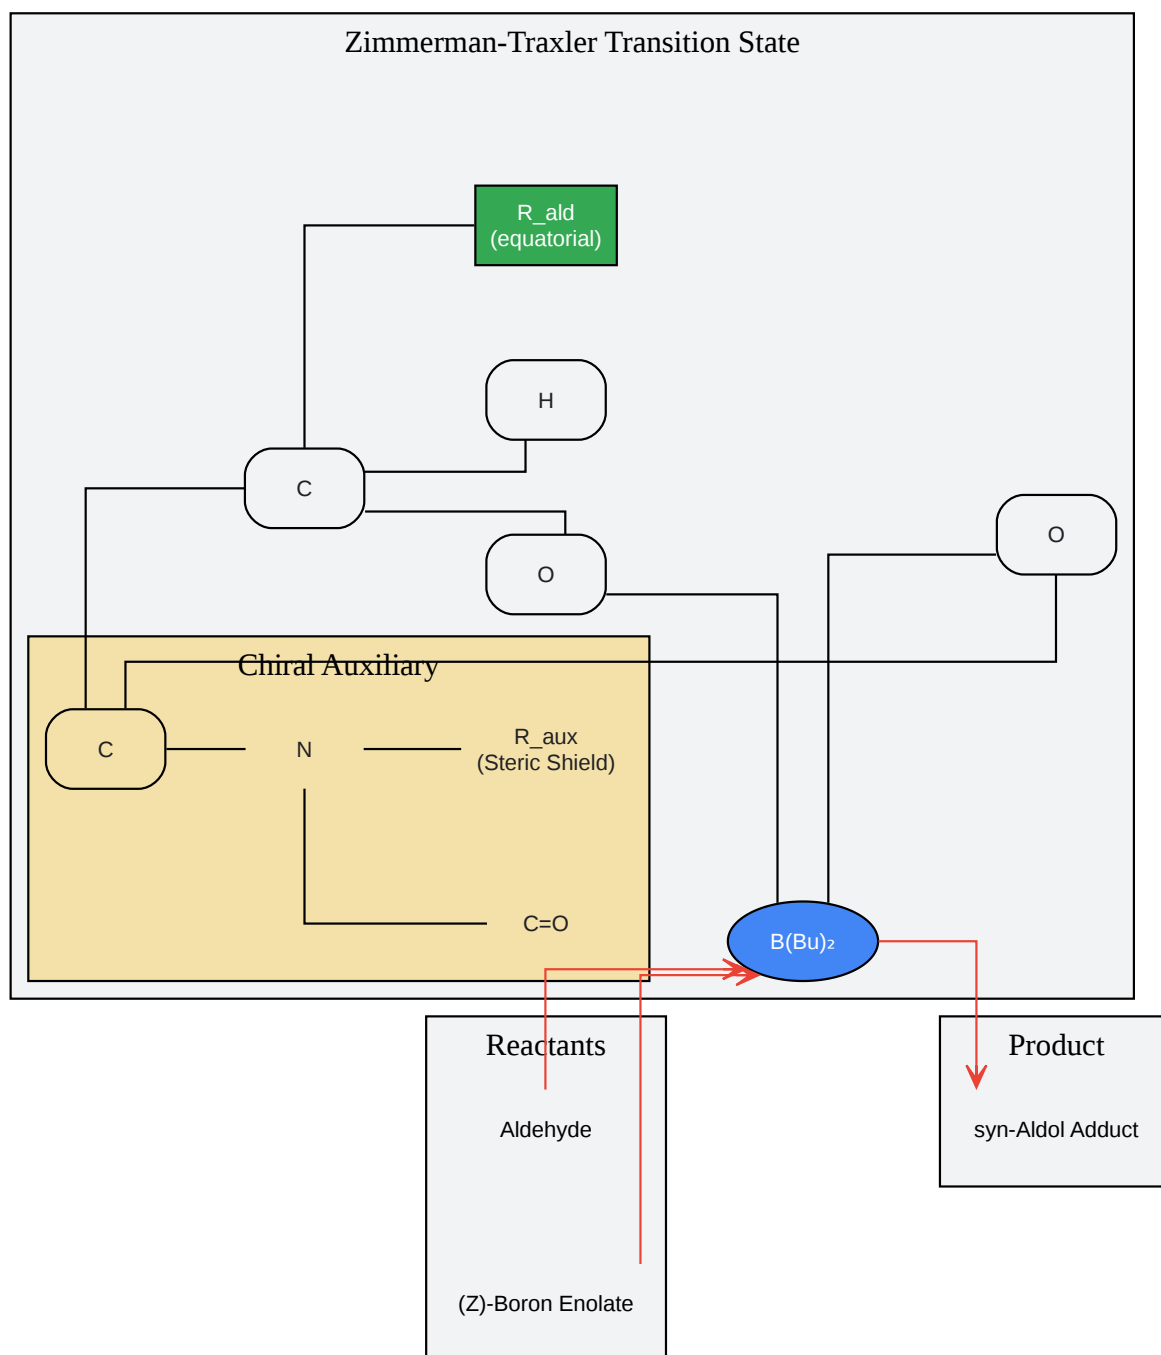 Zimmerman-Traxler Transition State
R_ald
(equatorial)
H
C
O
O
Chiral Auxiliary
C
N
R_aux
(Steric Shield)
C=O
B(Bu)₂
Reactants
Product
Aldehyde
syn-Aldol Adduct
(Z)-Boron Enolate